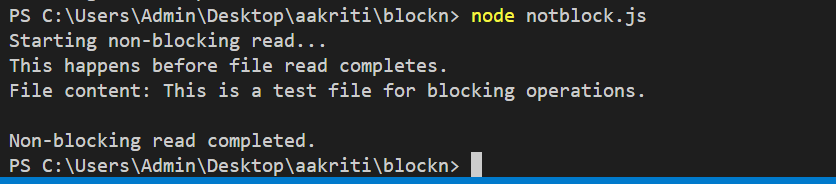 PS C:\Users\Admin\Desktop\aakriti\blockn> node notblock.js
Starting non-blocking read...
This happens before file read completes.
File content: This is a test file for blocking operations.
Non-blocking read completed.
PS C:\Users\Admin\Desktop\aakriti\blockn>